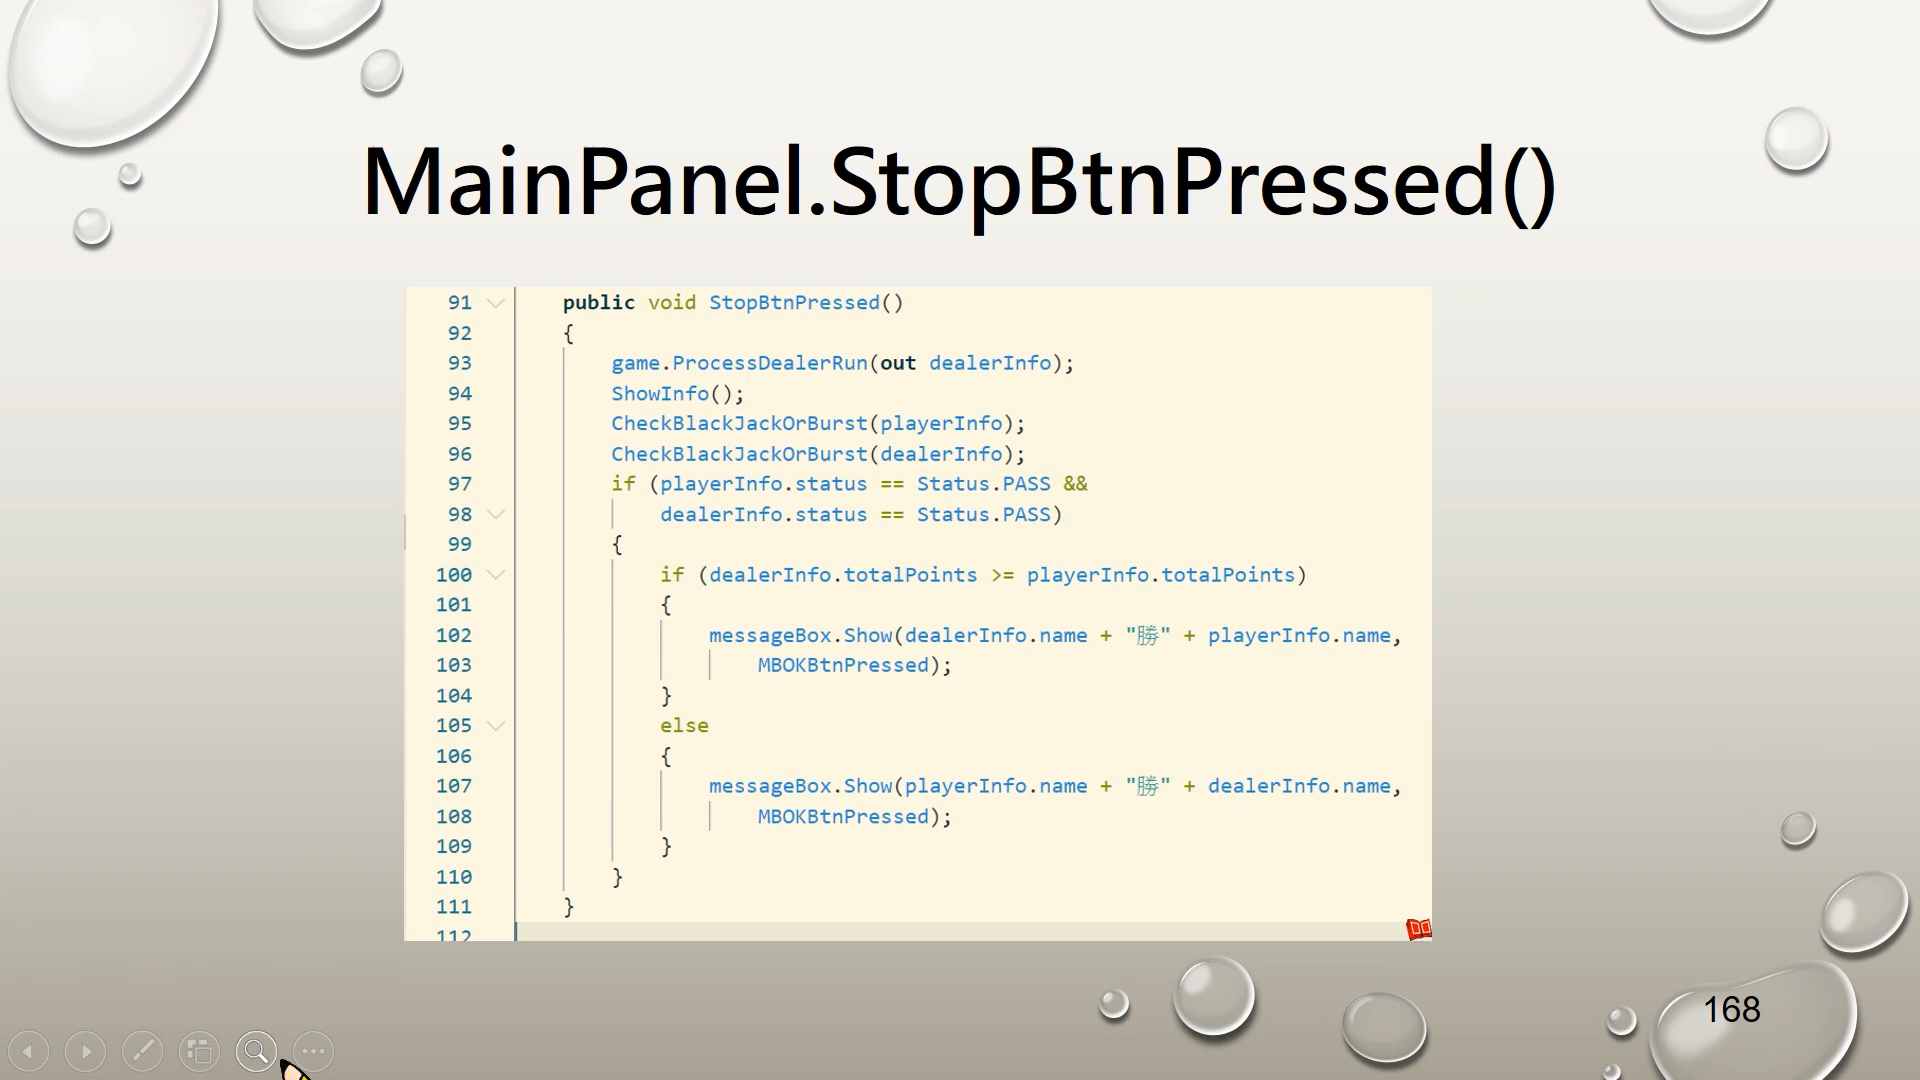 MainPanel.StopBtnPressed()
91 public void StopBtnPressed()
92 {
93 game.ProcessDealerRun(out dealerInfo);
94 ShowInfo();
95 CheckBlackJackOrBurst(playerInfo);
96 CheckBlackJackOrBurst(dealerInfo);
97 if (playerInfo.status == Status.PASS &&
98 dealerInfo.status == Status.PASS)
99 {
100 if (dealerInfo.totalPoints >= playerInfo.totalPoints)
101 {
102 messageBox.Show(dealerInfo.name + "勝" + playerInfo.name,
103 MBOKBtnPressed);
104 }
105 else
106 {
107 messageBox.Show(playerInfo.name + "勝" + dealerInfo.name,
108 MBOKBtnPressed);
109 }
110 }
111 }
112
168